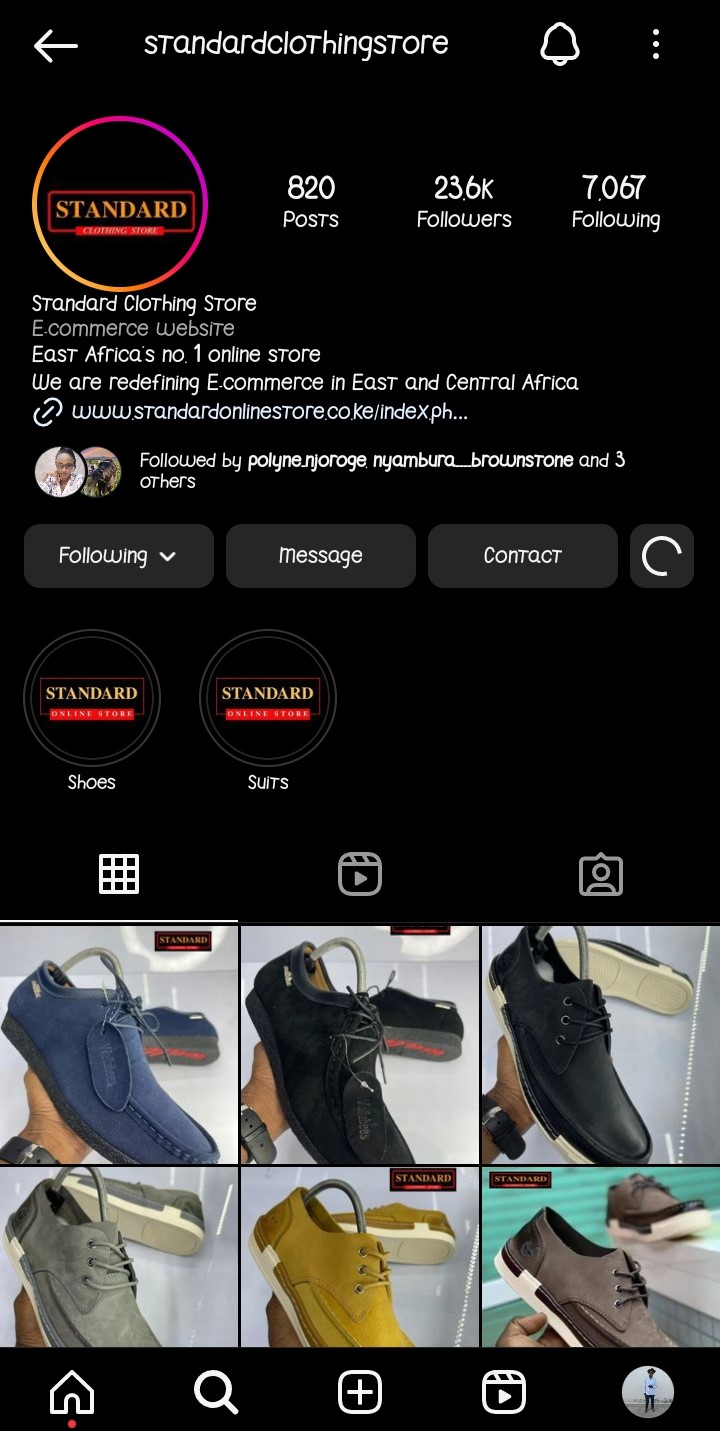 standardclothingstore
STANDARD
CLOTHING STORE
820
Posts
23.6K
Followers
7,067
Following
Standard Clothing Store
E-commerce website
East Africa's no. 1 online store
We are redefining E-commerce in East and Central Africa
www.standardonlinestore.co.ke/index.ph...
Followed by polyne.njoroge, nyambura__brownstone and 3
others
Following
Message
Contact
STANDARD
ONLINE STORE
STANDARD
ONLINE STORE
Shoes
Suits
STANDARD
STANDARD
STANDARD